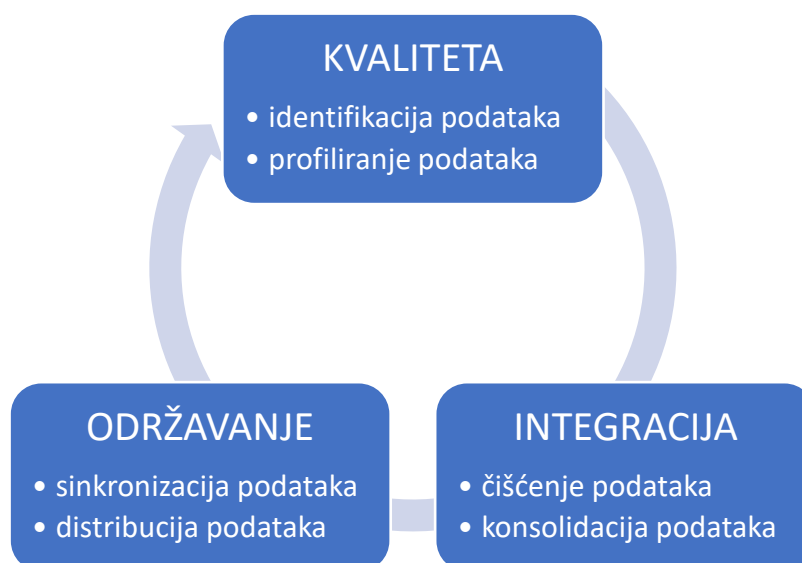 KVALITETA
• identifikacija podataka
• profiliranje podataka
ODRŽAVANJE
• sinkronizacija podataka
• distribucija podataka
INTEGRACIJA
• čišćenje podataka
• konsolidacija podataka